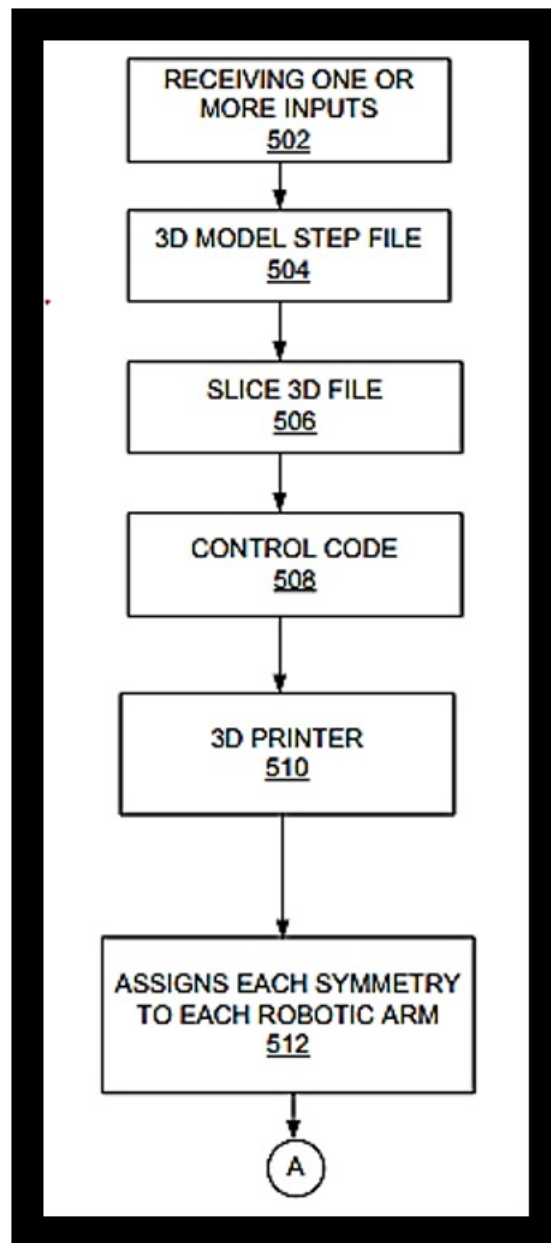 RECEIVING ONE OR
MORE INPUTS
502
3D MODEL STEP FILE
504
SLICE 3D FILE
506
CONTROL CODE
508
3D PRINTER
510
ASSIGNS EACH SYMMETRY
TO EACH ROBOTIC ARM
512
A